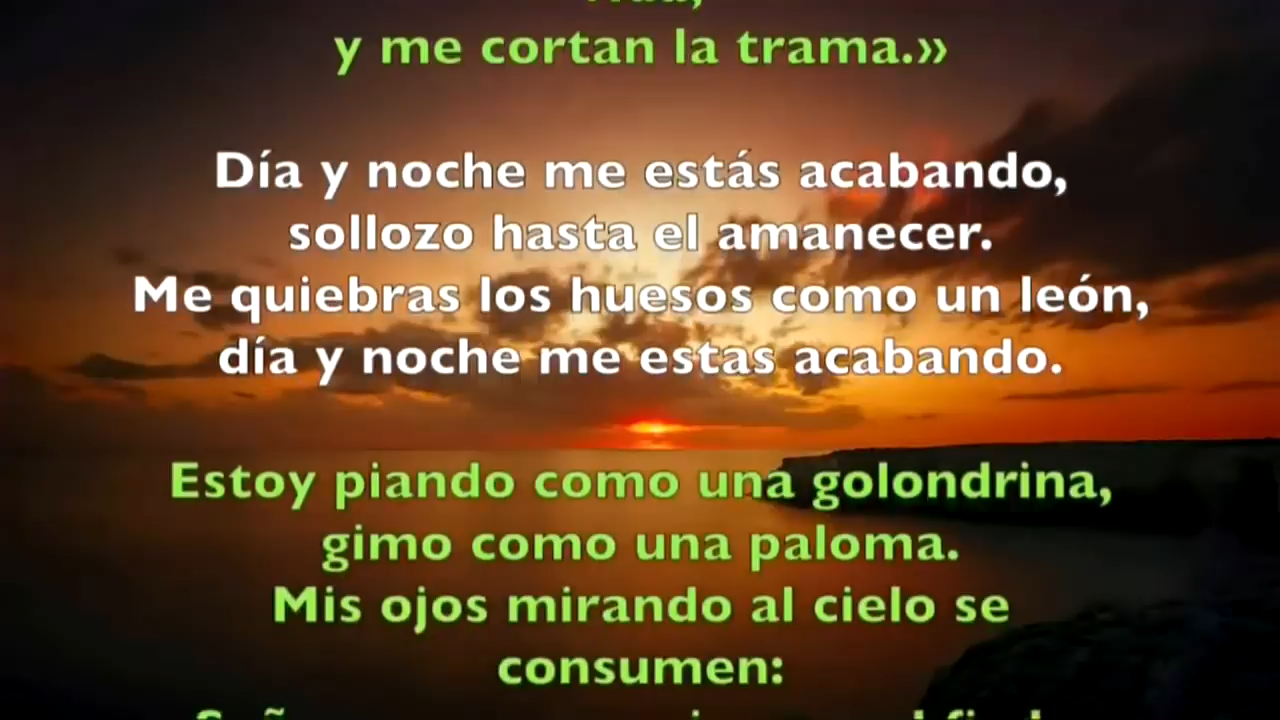 y me cortan la trama.»
Día y noche me estás acabando,
sollozo hasta el amanecer.
Me quiebras los huesos como un león,
día y noche me estas acabando.
Estoy piando como una golondrina,
gimo como una paloma.
Mis ojos mirando al cielo se
consumen: